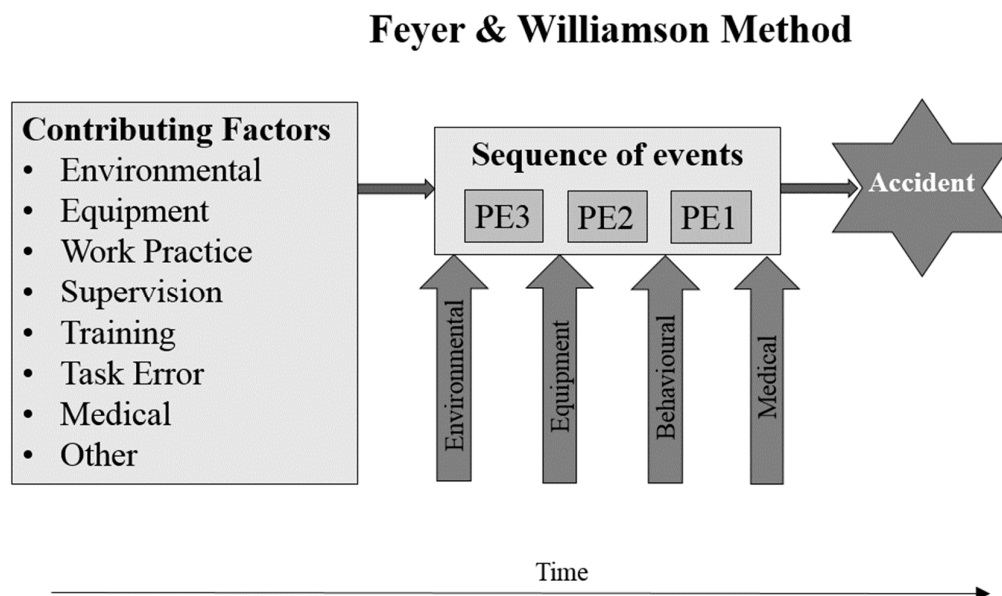 Feyer & Williamson Method
Contributing Factors
• Environmental
• Equipment
• Work Practice
• Supervision
• Training
• Task Error
• Medical
• Other
Sequence of events
PE3 PE2 PE1
Environmental
Equipment
Behavioural
Medical
Accident
Time